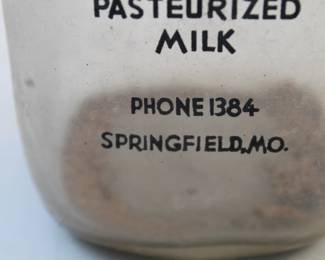 PASTEURIZED
MILK
PHONE 1384
SPRINGFIELD, MO.